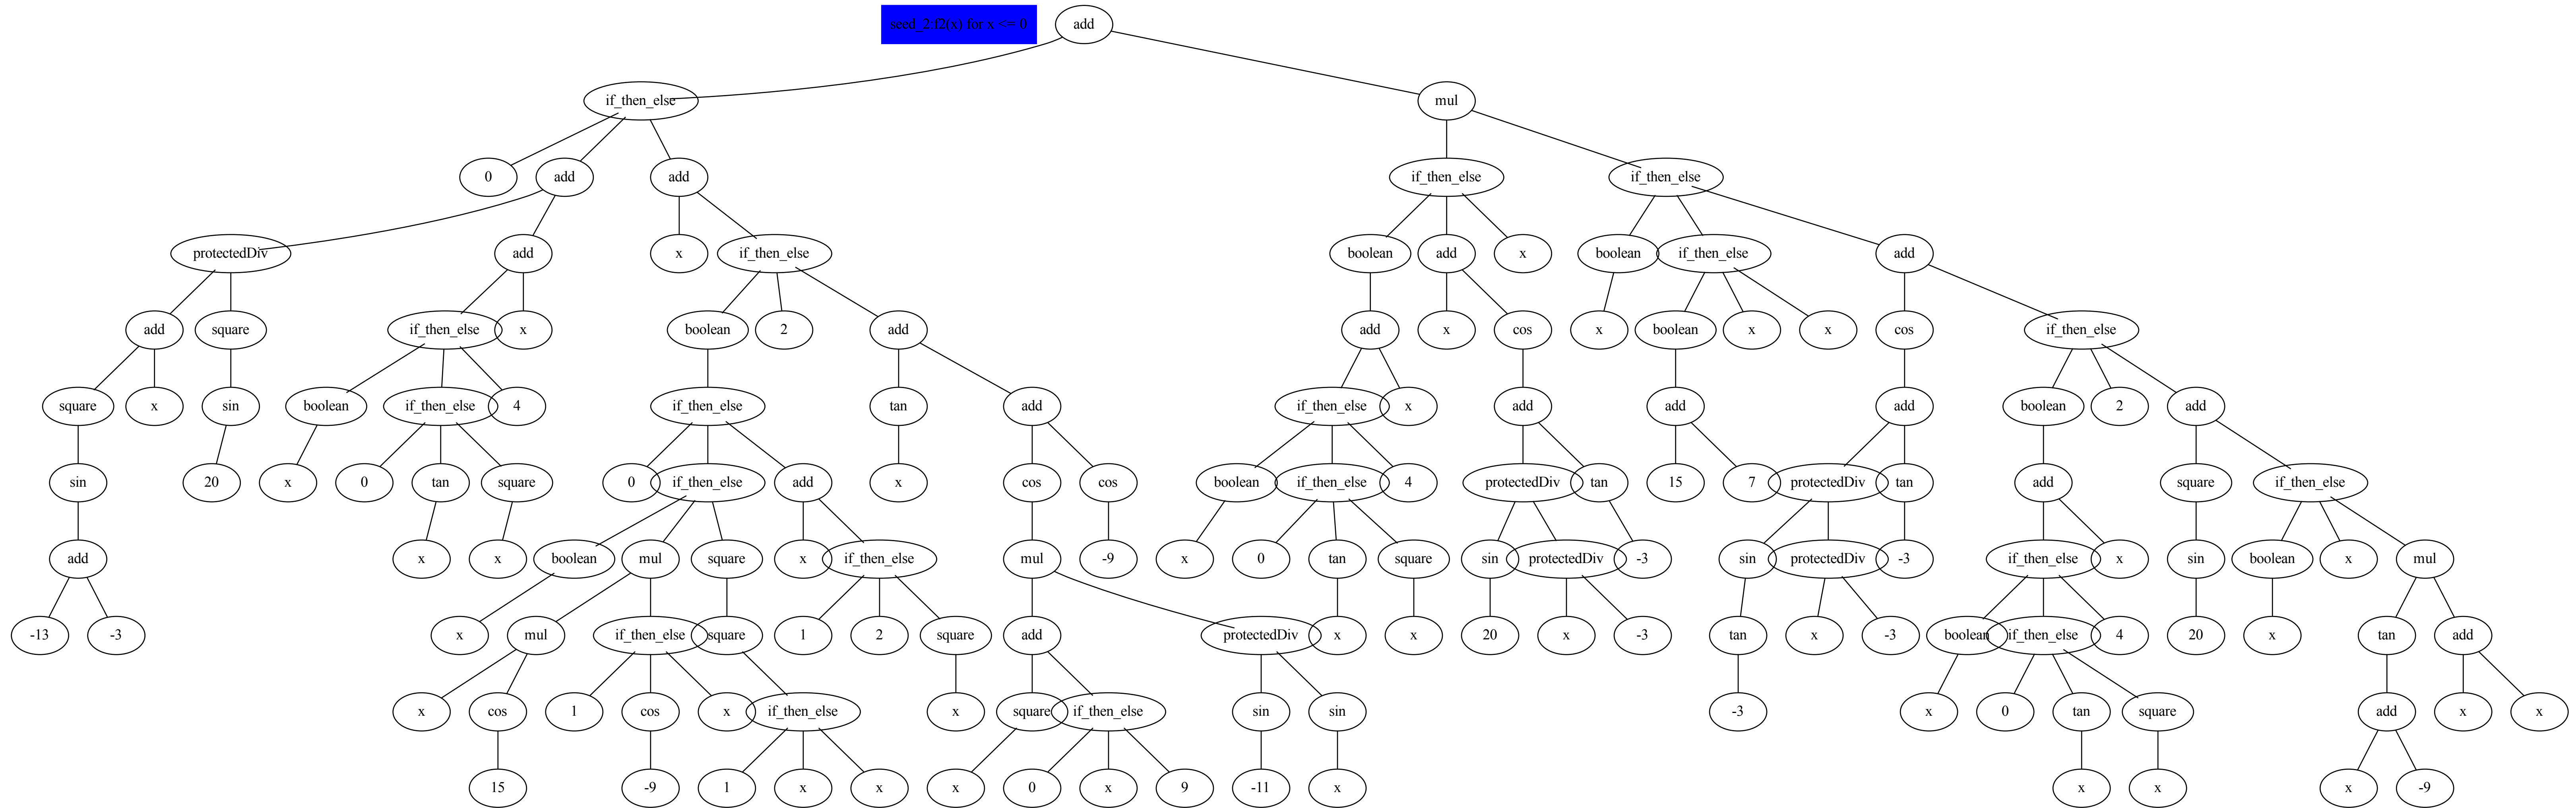 seed_2:f2(x) for x <= 0 add
if_then_else mul
0 add add if_then_else if_then_else
protectedDiv add x if_then_else boolean add x boolean if_then_else add
add square if_then_else x boolean 2 add add x cos x boolean x x cos if_then_else
square x sin boolean if_then_else 4 if_then_else tan add if_then_else x add add add boolean 2 add
sin 20 x 0 tan square 0 if_then_else add x cos cos boolean if_then_else 4 protectedDiv tan 15 7 protectedDiv tan add square if_then_else
add x x boolean mul square x if_then_else mul -9 x 0 tan square sin protectedDiv -3 sin protectedDiv -3 if_then_else x sin boolean x mul
-13 -3 x mul if_then_else square 1 2 square add protectedDiv x x 20 x -3 tan x -3 boolean if_then_else 4 20 x tan add
x cos 1 cos x if_then_else x square if_then_else sin sin -3 x 0 tan square add x x
15 -9 1 x x x 0 x 9 -11 x x x x -9